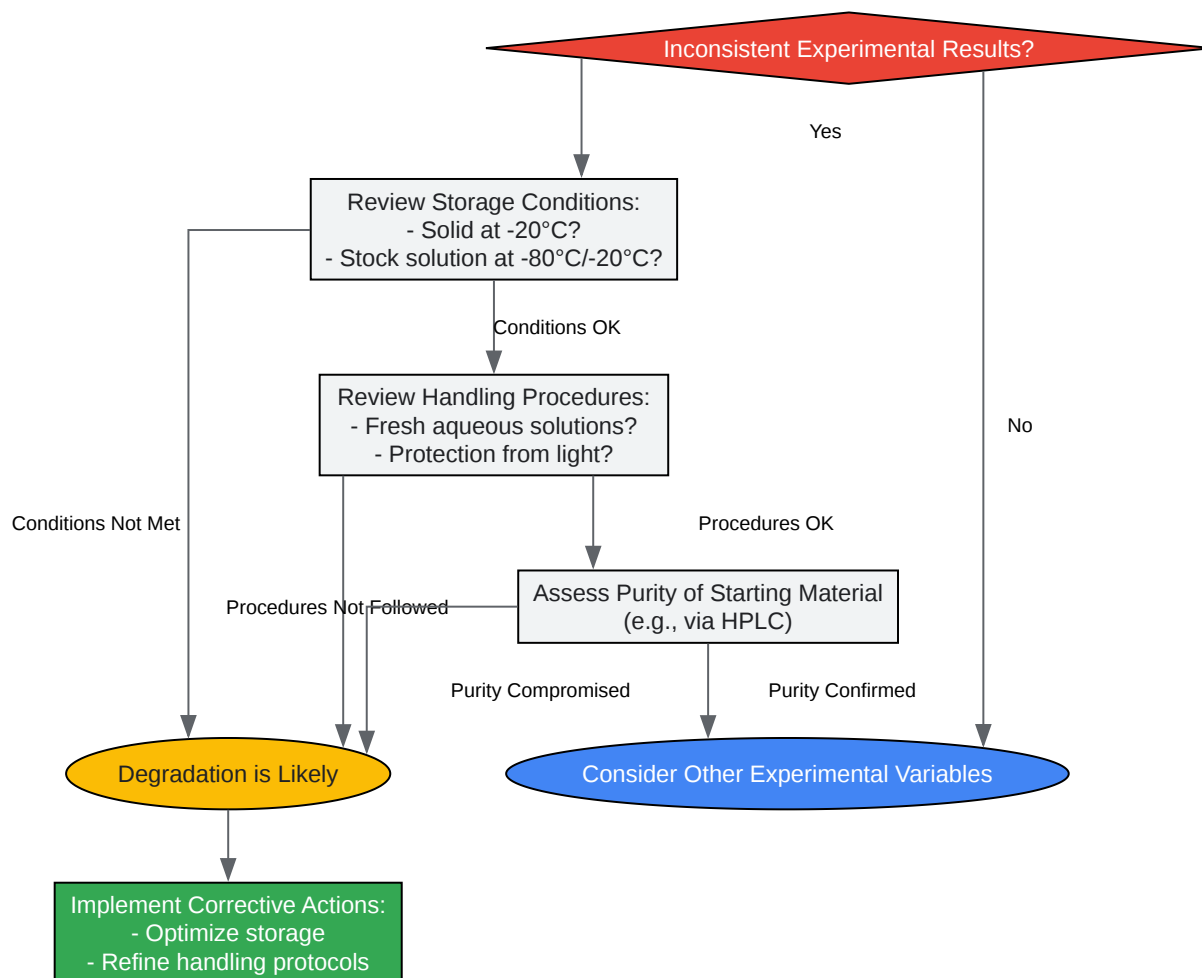 Inconsistent Experimental Results?
Yes
Review Storage Conditions:
- Solid at -20°C?
- Stock solution at -80°C/-20°C?
Conditions OK
Review Handling Procedures:
- Fresh aqueous solutions?
- Protection from light?
No
Conditions Not Met
Procedures OK
Procedures Not Followed
Assess Purity of Starting Material
(e.g., via HPLC)
Purity Compromised
Purity Confirmed
Degradation is Likely
Consider Other Experimental Variables
Implement Corrective Actions:
- Optimize storage
- Refine handling protocols